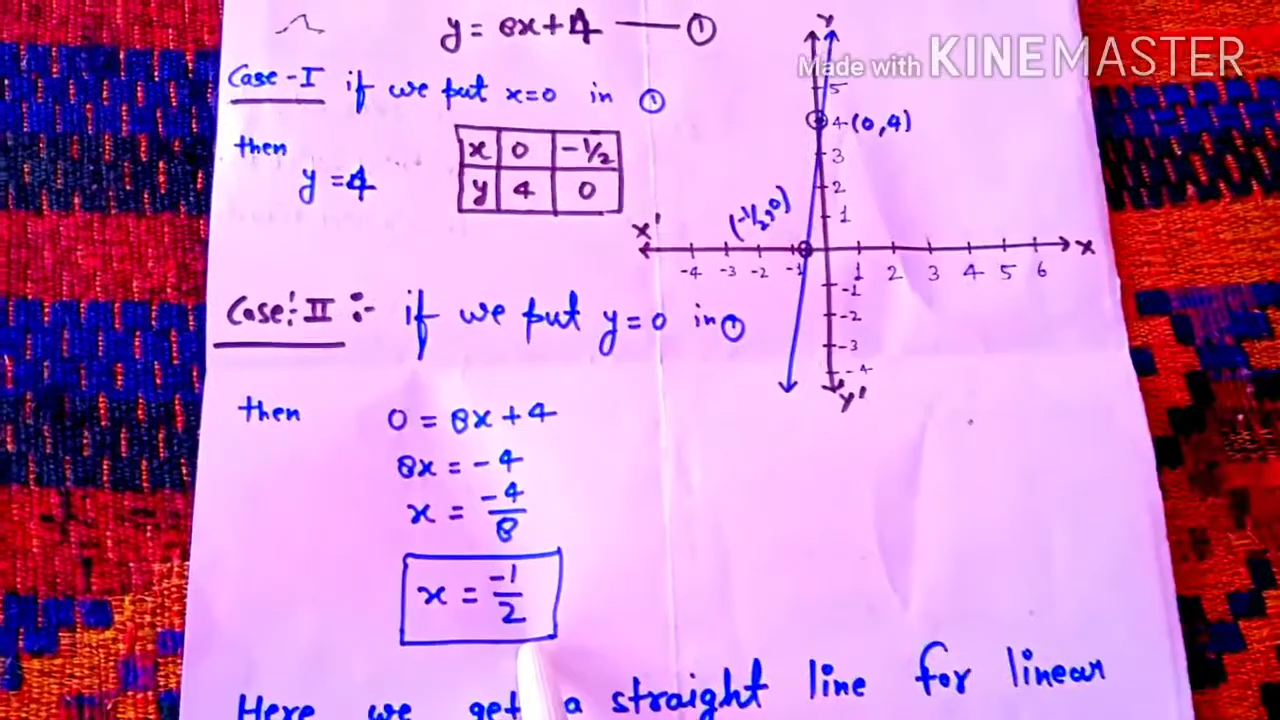 y = 8x+4 —— ①
Made with KINEMASTER
Case-I if we put x=0 in ①
then
y = 4
x 0 -1/2
y 4 0
Y
5
4 (0,4)
3
2
1
(-1/2,0)
X' X
-4 -3 -2 -1 1 2 3 4 5 6
-1
-2
-3
-4
Y'
Case:II :- if we put y=0 in ①
then 0 = 8x+4
8x = -4
x = -4/8
x = -1/2
Here we get a straight line for linear